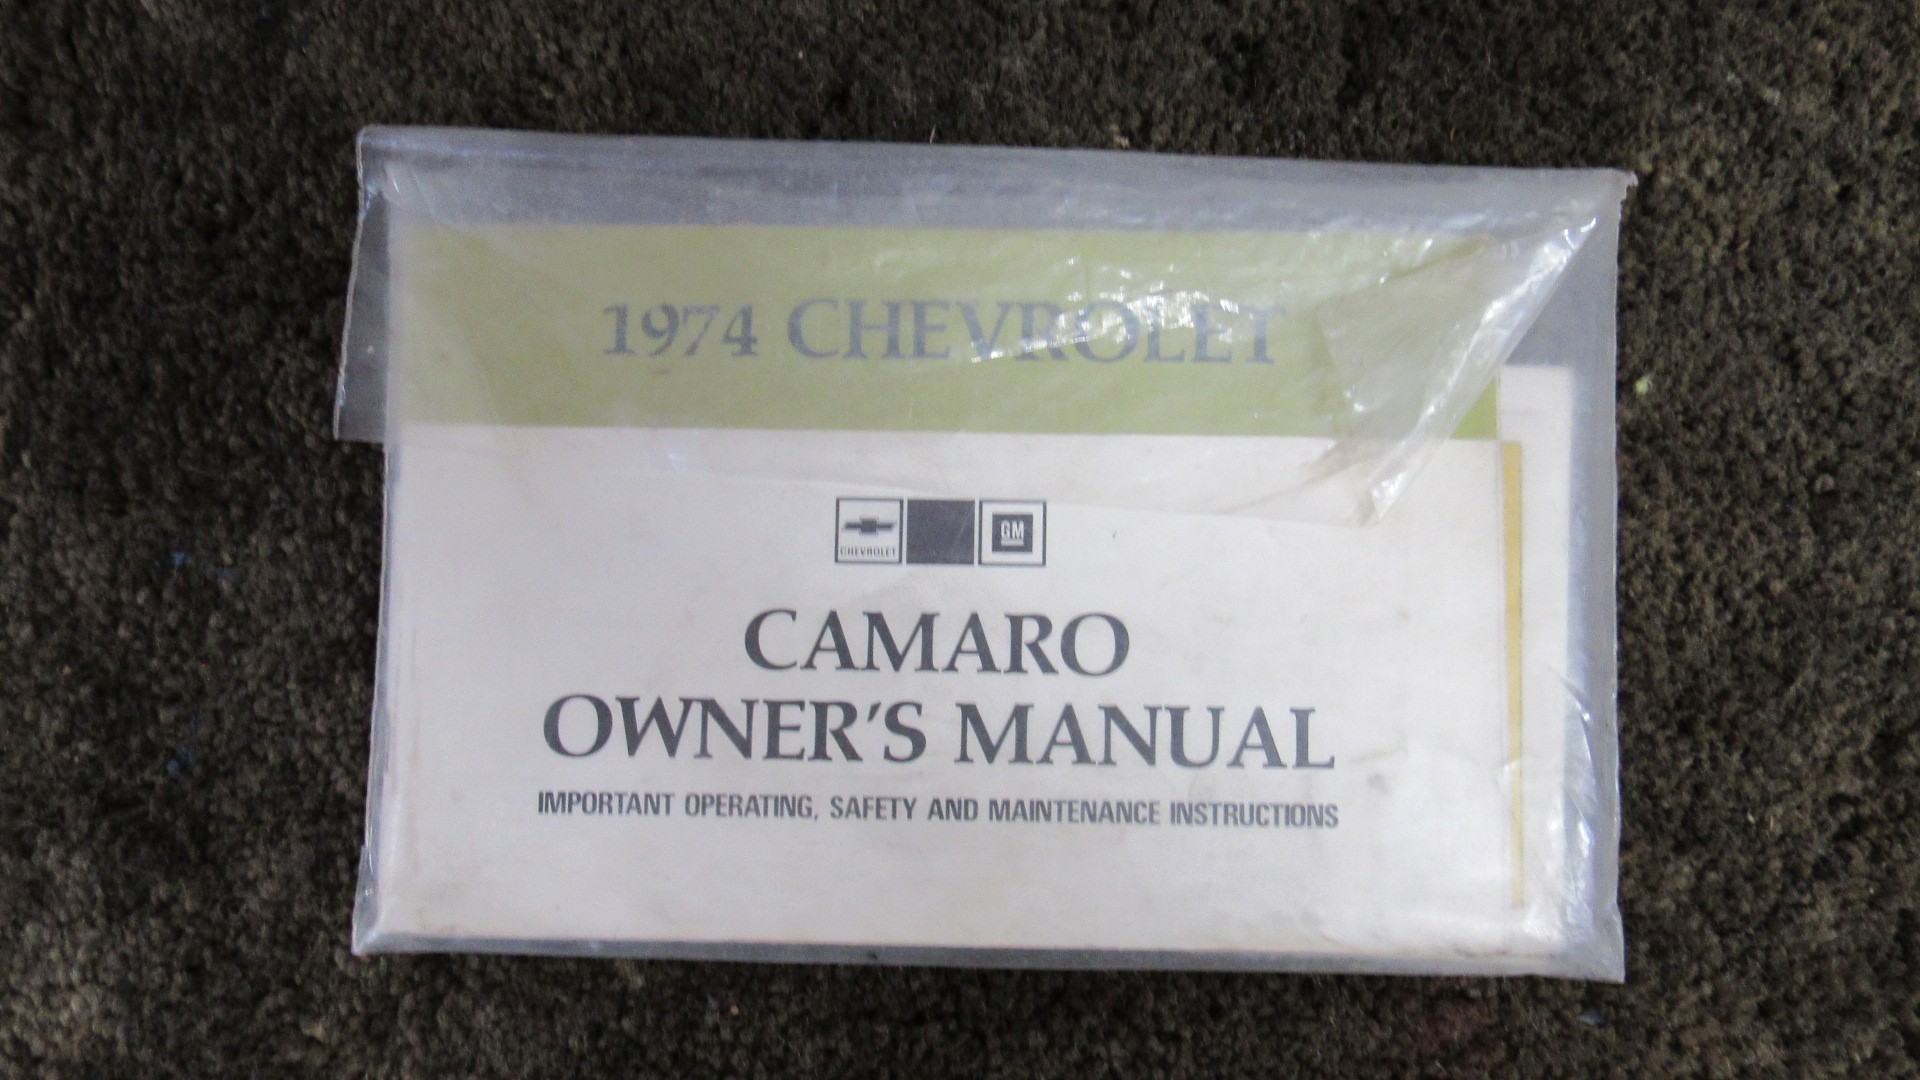 1974 CHEVROLET
CHEVROLET
GM
CAMARO
OWNER'S MANUAL
IMPORTANT OPERATING, SAFETY AND MAINTENANCE INSTRUCTIONS